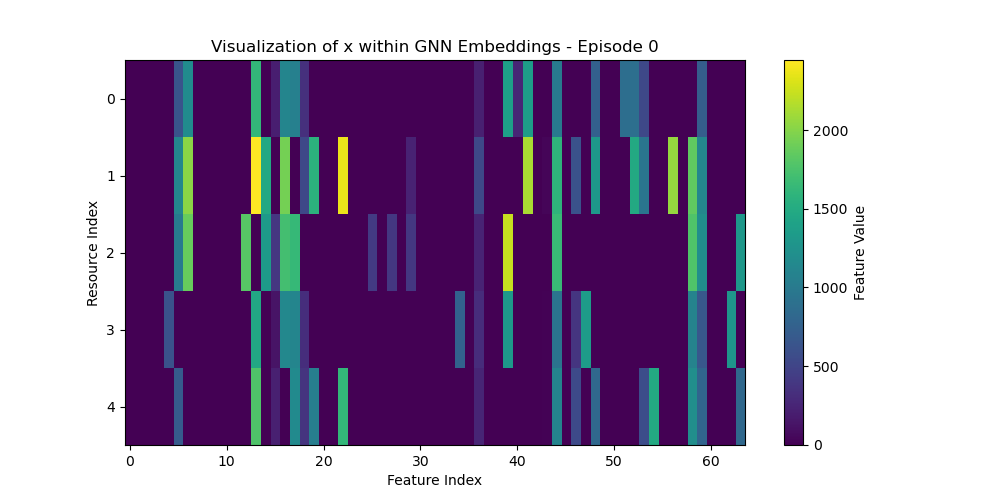 Visualization of x within GNN Embeddings - Episode 0
Resource Index
0
1
2
3
4
0 10 20 30 40 50 60
Feature Index
2000
1500
1000
500
0
Feature Value